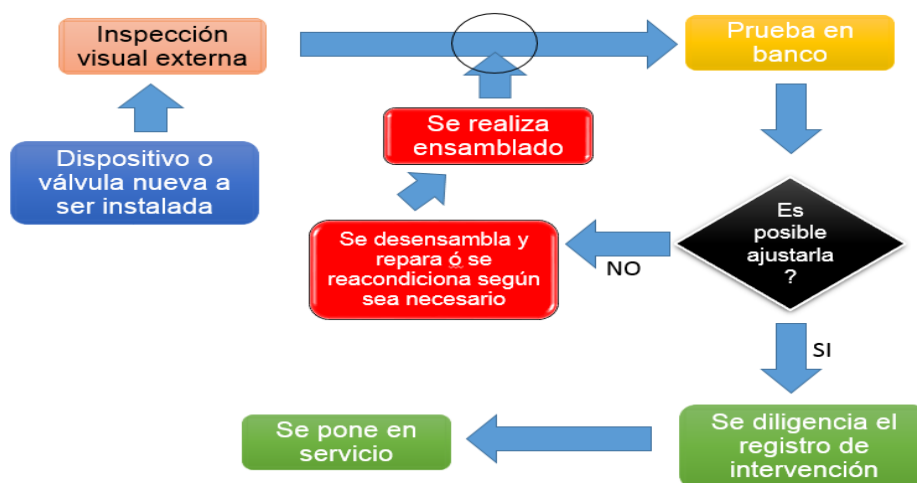 Inspección
visual externa
Prueba en
banco
Se realiza
ensamblado
Dispositivo o
válvula nueva a
ser instalada
Es
posible
ajustarla
?
Se desensambla y
repara ó se
reacondiciona según
sea necesario
NO
SI
Se pone en
servicio
Se diligencia el
registro de
intervención